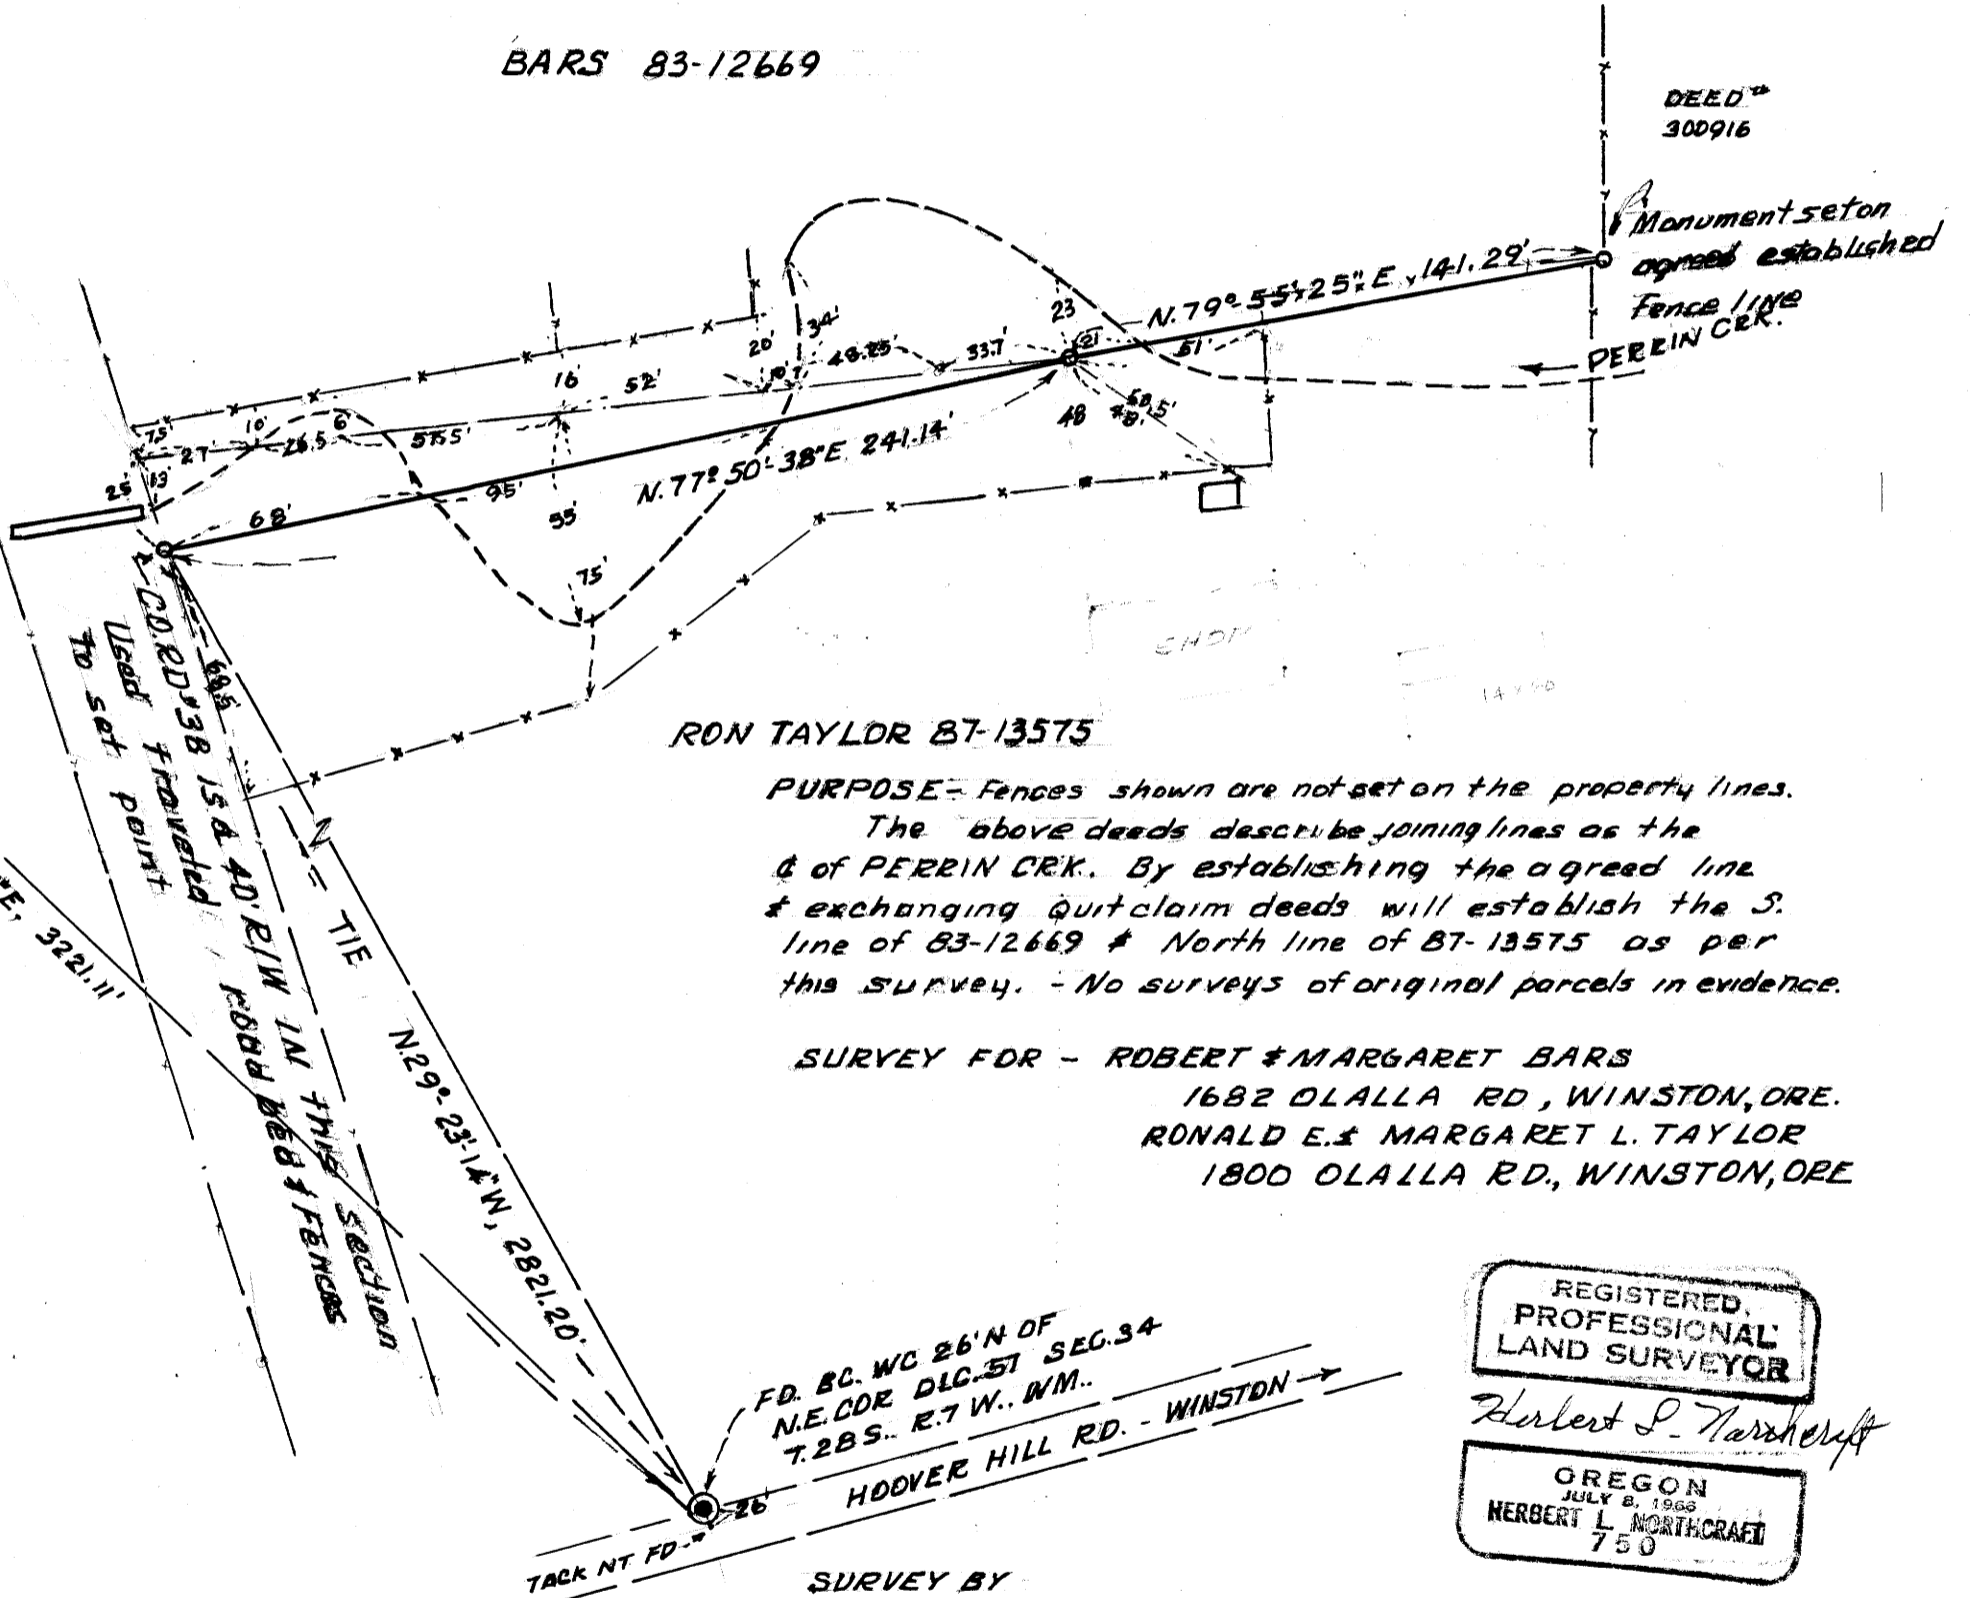 BARS 83-12669
DEED #
300916
Monument set on
agreed established
Fence line
PERRIN CRK.
N. 79°-55'-25" E, 141.29'
23
21
51'
20'
34'
48.25'
33.7'
10'
7'
16'
52'
48
75'
10'
6'
27'
26.5
57.55'
25'
13'
68'
95'
55'
N. 77° 50'-38" E 241.14'
75'
68.5'
CO. RD #38 IS A 40' R/W IN this section
Used traveled road bed & Fences
to set point
SHOP
RON TAYLOR 87-13575
PURPOSE- Fences shown are not set on the property lines.
The above deeds describe joining lines as the
℄ of PERRIN CRK. By establishing the agreed line
& exchanging Quitclaim deeds will establish the S.
line of 83-12669 & North line of 87-13575 as per
this survey. - No surveys of original parcels in evidence.
SURVEY FOR - ROBERT & MARGARET BARS
1682 OLALLA RD, WINSTON, ORE.
RONALD E. & MARGARET L. TAYLOR
1800 OLALLA RD., WINSTON, ORE
"E, 3221.11'
= TIE N.29°-23'-14"W, 2821.20'
FD. BC. WC 26' N OF
N.E. COR DLC. 57 SEC. 34
T. 28 S.. R. 7 W.. WM..
26'
HOOVER HILL RD. - WINSTON →
TACK NT FD
SURVEY BY
REGISTERED
PROFESSIONAL
LAND SURVEYOR
Herbert L. Northcraft
OREGON
JULY 8, 1966
HERBERT L. NORTHCRAFT
750